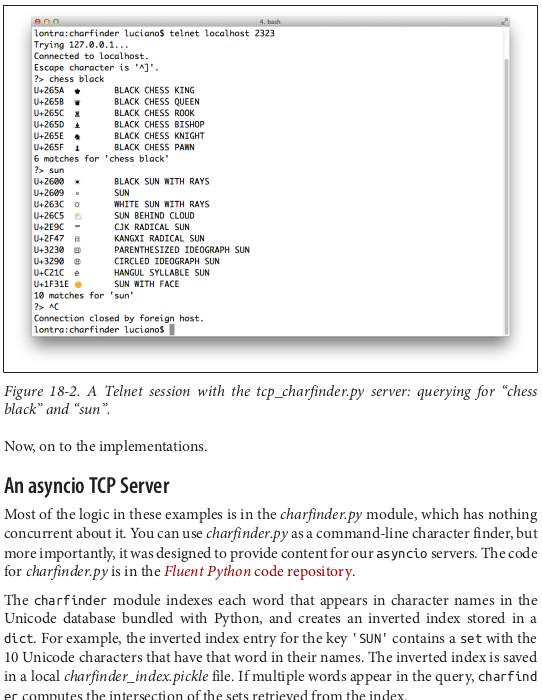 4. bash
lontra:charfinder luciano$ telnet localhost 2323
Trying 127.0.0.1...
Connected to localhost.
Escape character is '^]'.
?> chess black
U+265A ♚ BLACK CHESS KING
U+265B ♛ BLACK CHESS QUEEN
U+265C ♜ BLACK CHESS ROOK
U+265D ♝ BLACK CHESS BISHOP
U+265E ♞ BLACK CHESS KNIGHT
U+265F ♟ BLACK CHESS PAWN
6 matches for 'chess black'
?> sun
U+2600 ☀ BLACK SUN WITH RAYS
U+2609 ☉ SUN
U+263C ☼ WHITE SUN WITH RAYS
U+26C5 ⛅ SUN BEHIND CLOUD
U+2E9C ⺜ CJK RADICAL SUN
U+2F47 ⽇ KANGXI RADICAL SUN
U+3230 ㈰ PARENTHESIZED IDEOGRAPH SUN
U+3290 ㊐ CIRCLED IDEOGRAPH SUN
U+C21C 순 HANGUL SYLLABLE SUN
U+1F31E 🌞 SUN WITH FACE
10 matches for 'sun'
?> ^C
Connection closed by foreign host.
lontra:charfinder luciano$
Figure 18-2. A Telnet session with the tcp_charfinder.py server: querying for “chess
black” and “sun”.
Now, on to the implementations.
An asyncio TCP Server
Most of the logic in these examples is in the charfinder.py module, which has nothing
concurrent about it. You can use charfinder.py as a command-line character finder, but
more importantly, it was designed to provide content for our asyncio servers. The code
for charfinder.py is in the Fluent Python code repository.
The charfinder module indexes each word that appears in character names in the
Unicode database bundled with Python, and creates an inverted index stored in a
dict. For example, the inverted index entry for the key 'SUN' contains a set with the
10 Unicode characters that have that word in their names. The inverted index is saved
in a local charfinder_index.pickle file. If multiple words appear in the query, charfind
er computes the intersection of the sets retrieved from the index.